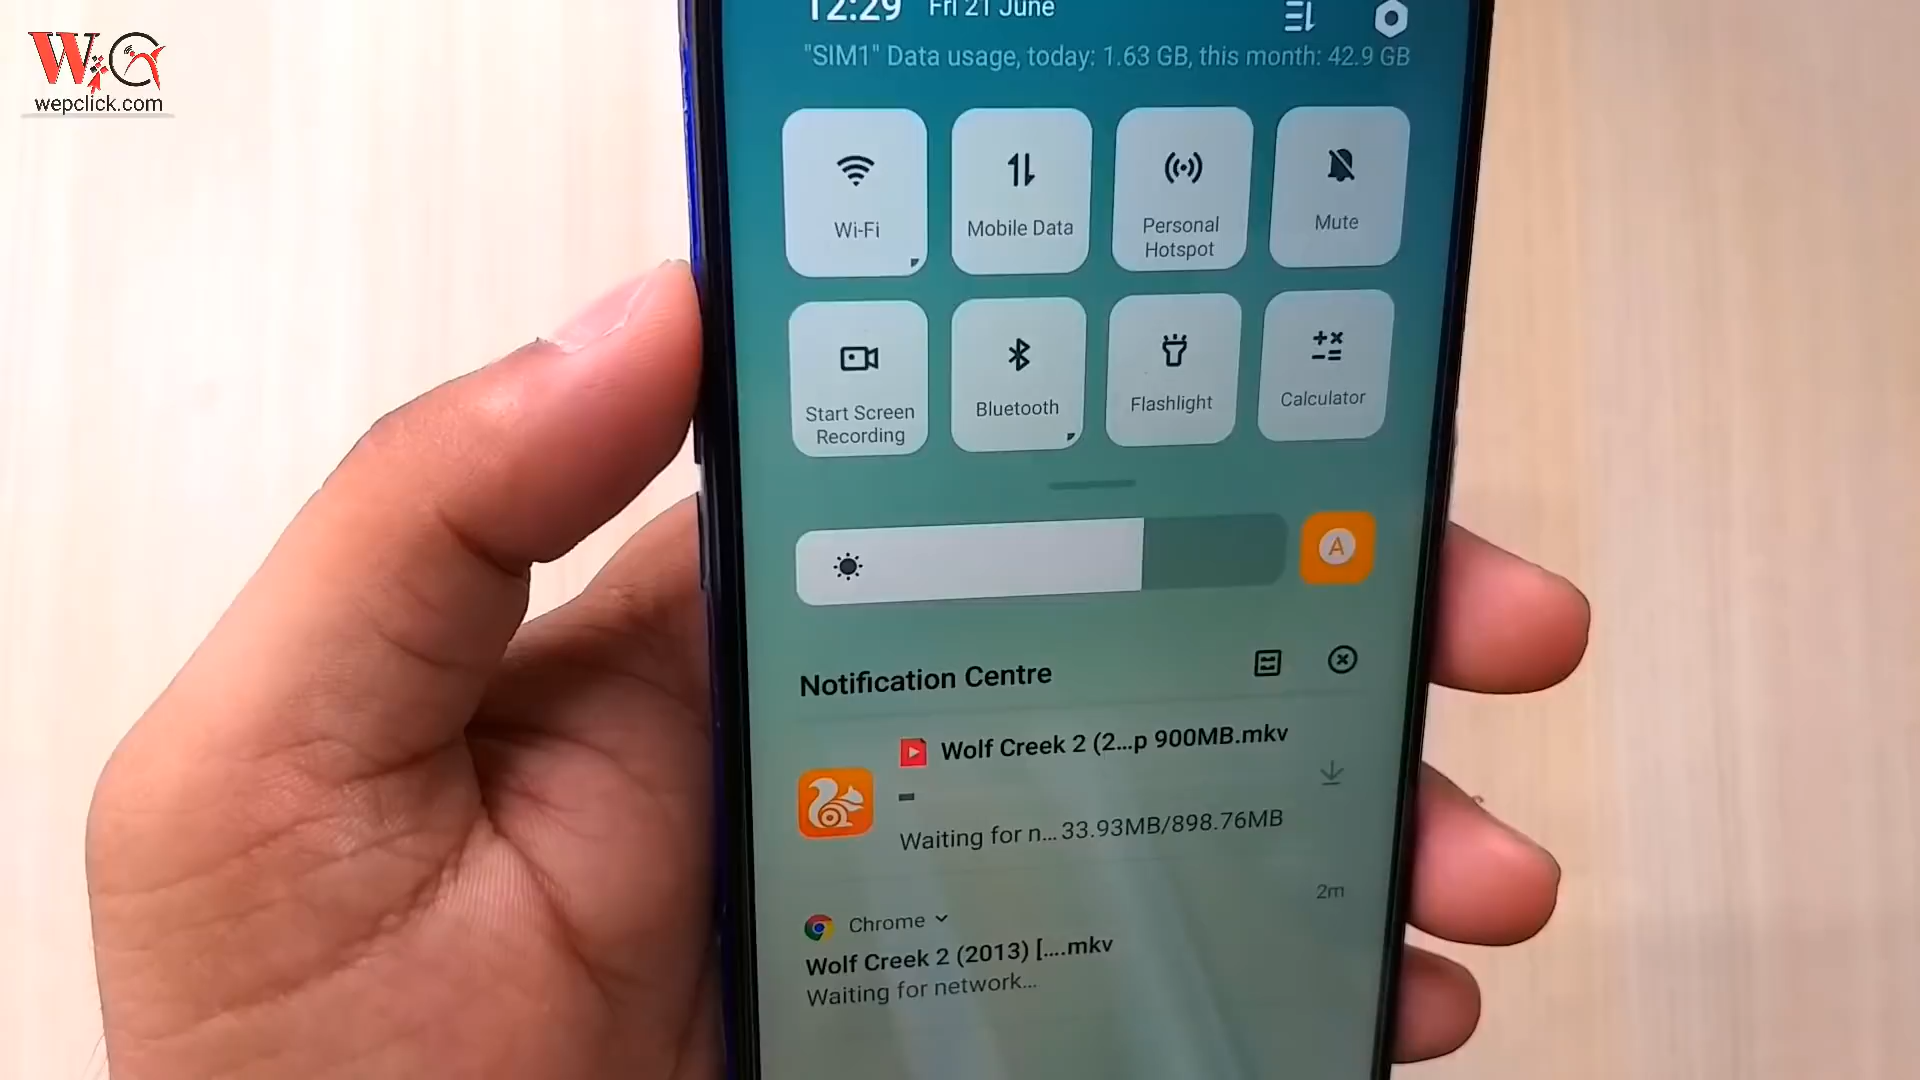 WC
wepclick.com
12:29 Fri 21 June
"SIM1" Data usage, today: 1.63 GB, this month: 42.9 GB
Wi-Fi
Mobile Data
Personal
Hotspot
Mute
Start Screen
Recording
Bluetooth
Flashlight
Calculator
A
Notification Centre
Wolf Creek 2 (2...p 900MB.mkv
Waiting for n... 33.93MB/898.76MB
2m
Chrome
Wolf Creek 2 (2013) [....mkv
Waiting for network...